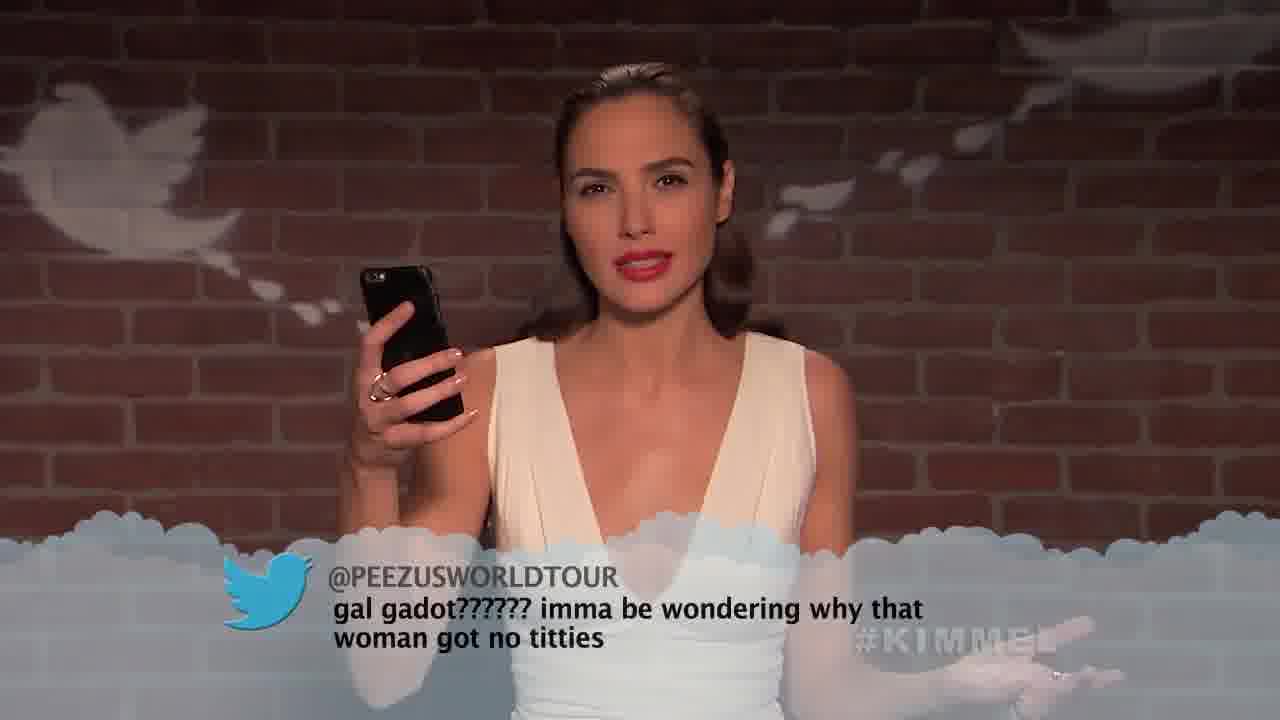 @PEEZUSWORLDTOUR
gal gadot?????? imma be wondering why that
woman got no titties
#KIMMEL